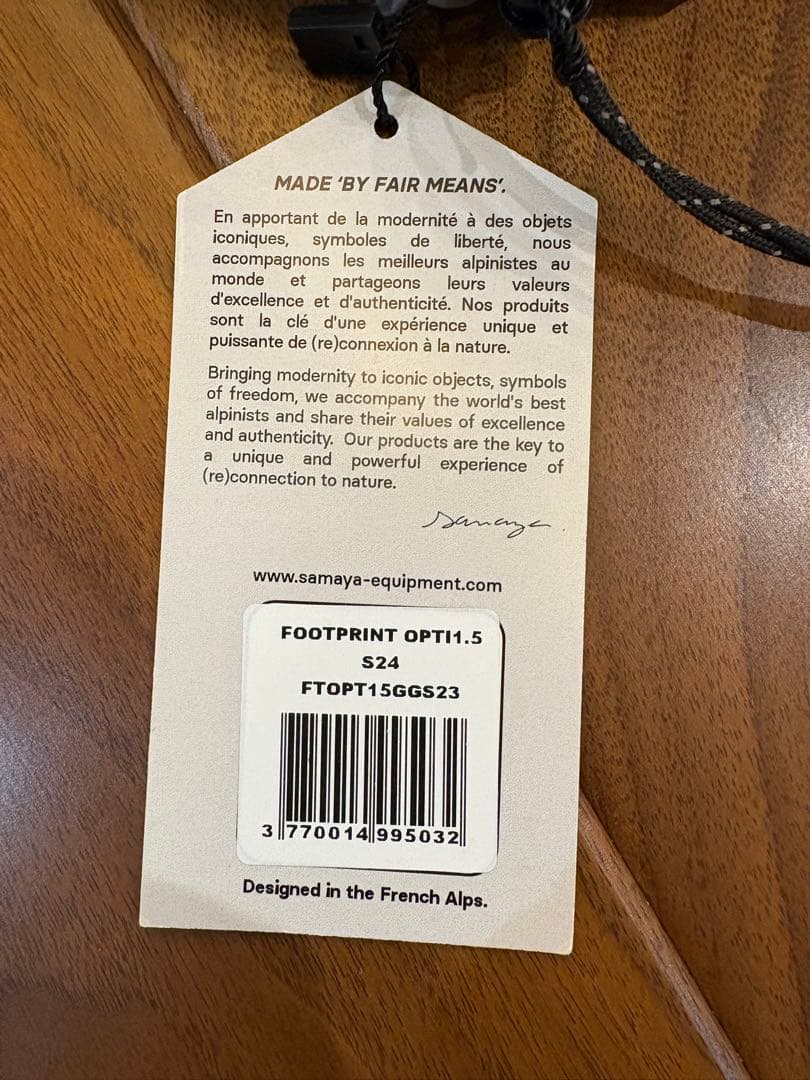 MADE 'BY FAIR MEANS'.
En apportant de la modernité à des objets
iconiques, symboles de liberté, nous
accompagnons les meilleurs alpinistes au
monde et partageons leurs valeurs
d'excellence et d'authenticité. Nos produits
sont la clé d'une expérience unique et
puissante de (re)connexion à la nature.
Bringing modernity to iconic objects, symbols
of freedom, we accompany the world's best
alpinists and share their values of excellence
and authenticity. Our products are the key to
a unique and powerful experience of
(re)connection to nature.
Samaya.
www.samaya-equipment.com
FOOTPRINT OPTI1.5
S24
FTOPT15GGS23
3 770014 995032
Designed in the French Alps.